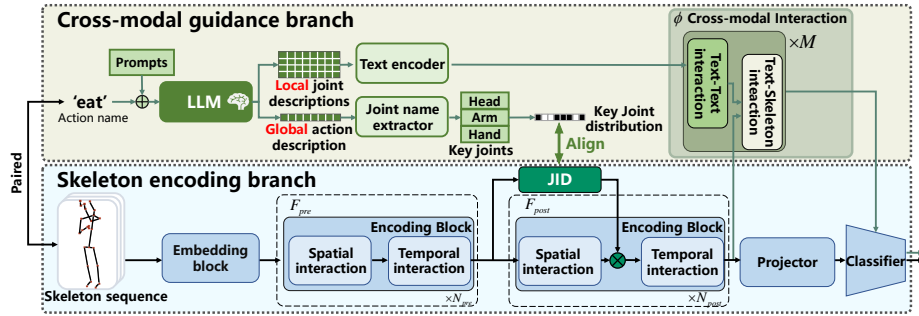 Cross-modal guidance branch
ϕ Cross-modal Interaction
×M
Prompts
Text encoder
Text-Text
interaction
Text-Skeleton
inteaction
'eat'
Action name
LLM
Local joint
descriptions
Global action
description
Joint name
extractor
Head
Arm
Hand
Key joints
Key Joint
distribution
Align
Paired
Skeleton encoding branch
JID
F_pre
F_post
Encoding Block
Encoding Block
Embedding
block
Spatial
interaction
Temporal
interaction
Spatial
interaction
Temporal
interaction
Projector
Classifier
Skeleton sequence
×N_pre
×N_post